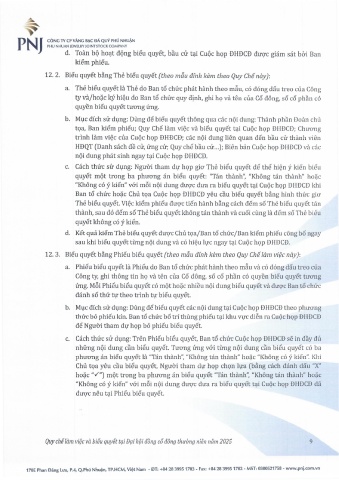 PNJ
CÔNG TY CP VÀNG BẠC ĐÁ QUÝ PHÚ NHUẬN
PHU NHUAN JEWELRY JOINT STOCK COMPANY
d. Toàn bộ hoạt động biểu quyết, bầu cử tại Cuộc họp ĐHĐCĐ được giám sát bởi Ban
kiểm phiếu.
12. 2. Biểu quyết bằng Thẻ biểu quyết (theo mẫu đính kèm theo Quy Chế này):
a. Thẻ biểu quyết là Thẻ do Ban tổ chức phát hành theo mẫu, có đóng dấu treo của Công
ty và/hoặc ký hiệu do Ban tổ chức quy định, ghi họ và tên của Cổ đông, số cổ phần có
quyền biểu quyết tương ứng.
b. Mục đích sử dụng: Dùng để biểu quyết thông qua các nội dung: Thành phần Đoàn chủ
tọa, Ban kiểm phiếu; Quy Chế làm việc và biểu quyết tại Cuộc họp ĐHĐCĐ; Chương
trình làm việc của Cuộc họp ĐHĐCĐ; các nội dung liên quan đến bầu cử thành viên
HĐQT (Danh sách đề cử, ứng cử; Quy chế bầu cử...); Biên bản Cuộc họp ĐHĐCĐ và các
nội dung phát sinh ngay tại Cuộc họp ĐHĐCĐ.
c. Cách thức sử dụng: Người tham dự họp giơ Thẻ biểu quyết để thể hiện ý kiến biểu
quyết một trong ba phương án biểu quyết: "Tán thành", "Không tán thành" hoặc
"Không có ý kiến" với mỗi nội dung được đưa ra biểu quyết tại Cuộc họp ĐHĐCĐ khi
Ban tổ chức hoặc Chủ tọa Cuộc họp ĐHĐCĐ yêu cầu biểu quyết bằng hình thức giơ
Thẻ biểu quyết. Việc kiểm phiếu được tiến hành bằng cách đếm số Thẻ biểu quyết tán
thành, sau đó đếm số Thẻ biểu quyết không tán thành và cuối cùng là đếm số Thẻ biểu
quyết không có ý kiến.
d. Kết quả kiểm Thẻ biểu quyết được Chủ tọa/Ban tổ chức/Ban kiểm phiếu công bố ngay
sau khi biểu quyết từng nội dung và có hiệu lực ngay tại Cuộc họp ĐHĐCĐ.
12. 3. Biểu quyết bằng Phiếu biểu quyết (theo mẫu đính kèm theo Quy Chế làm việc này):
a. Phiếu biểu quyết là Phiếu do Ban tổ chức phát hành theo mẫu và có đóng dấu treo của
Công ty, ghi thông tin họ và tên của Cổ đông, số cổ phần có quyền biểu quyết tương
ứng. Mỗi Phiếu biểu quyết có một hoặc nhiều nội dung biểu quyết và được Ban tổ chức
đánh số thứ tự theo trình tự biểu quyết.
b. Mục đích sử dụng: Dùng để biểu quyết các nội dung tại Cuộc họp ĐHĐCĐ theo phương
thức bỏ phiếu kín. Ban tổ chức bố trí thùng phiếu tại khu vực diễn ra Cuộc họp ĐHĐCĐ
để Người tham dự họp bỏ phiếu biểu quyết.
c. Cách thức sử dụng: Trên Phiếu biểu quyết, Ban tổ chức Cuộc họp ĐHĐCĐ sẽ in đầy đủ
những nội dung cần biểu quyết. Tương ứng với từng nội dung cần biểu quyết có ba
phương án biểu quyết là "Tán thành", "Không tán thành" hoặc "Không có ý kiến". Khi
Chủ tọa yêu cầu biểu quyết, Người tham dự họp chọn lựa (bằng cách đánh dấu "X"
hoặc "✓") một trong ba phương án biểu quyết "Tán thành", "Không tán thành" hoặc
"Không có ý kiến" với mỗi nội dung được đưa ra biểu quyết tại Cuộc họp ĐHĐCĐ đã
được nêu tại Phiếu biểu quyết.
Quy chế làm việc và biểu quyết tại Đại hội đồng cổ đông thường niên năm 2025 9
170E Phan Đăng Lưu, P.4, Q.Phú Nhuận, TP.HCM, Việt Nam - ĐT: +84 28 3995 1703 - Fax: +84 28 3995 1702 - MST: 0300521758 - www.pnj.com.vn